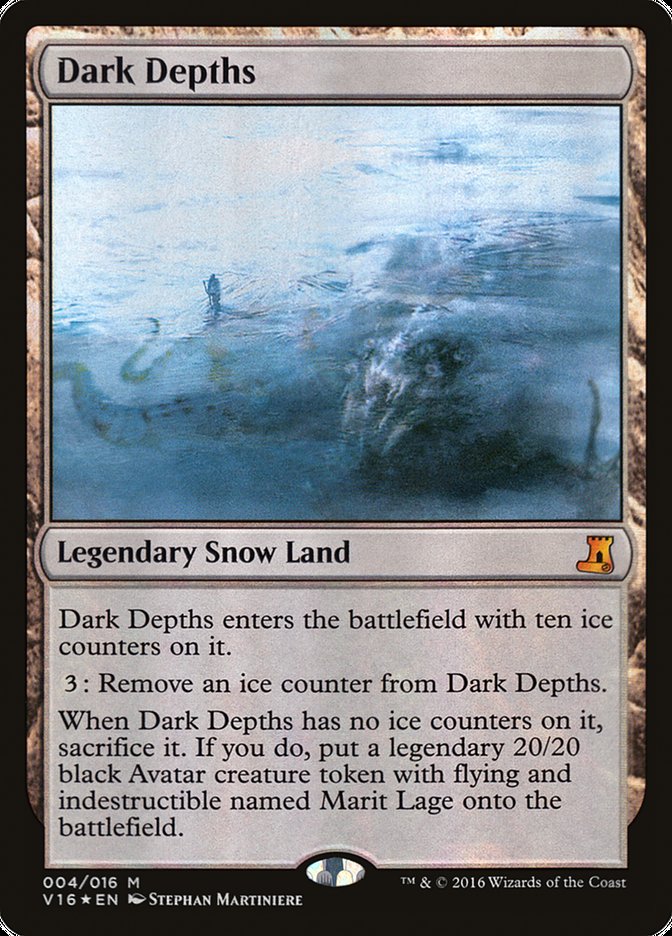 Dark Depths
Legendary Snow Land
Dark Depths enters the battlefield with ten ice
counters on it.
3: Remove an ice counter from Dark Depths.
When Dark Depths has no ice counters on it,
sacrifice it. If you do, put a legendary 20/20
black Avatar creature token with flying and
indestructible named Marit Lage onto the
battlefield.
004/016 M
V16★EN Stephan Martiniere
™ & © 2016 Wizards of the Coast